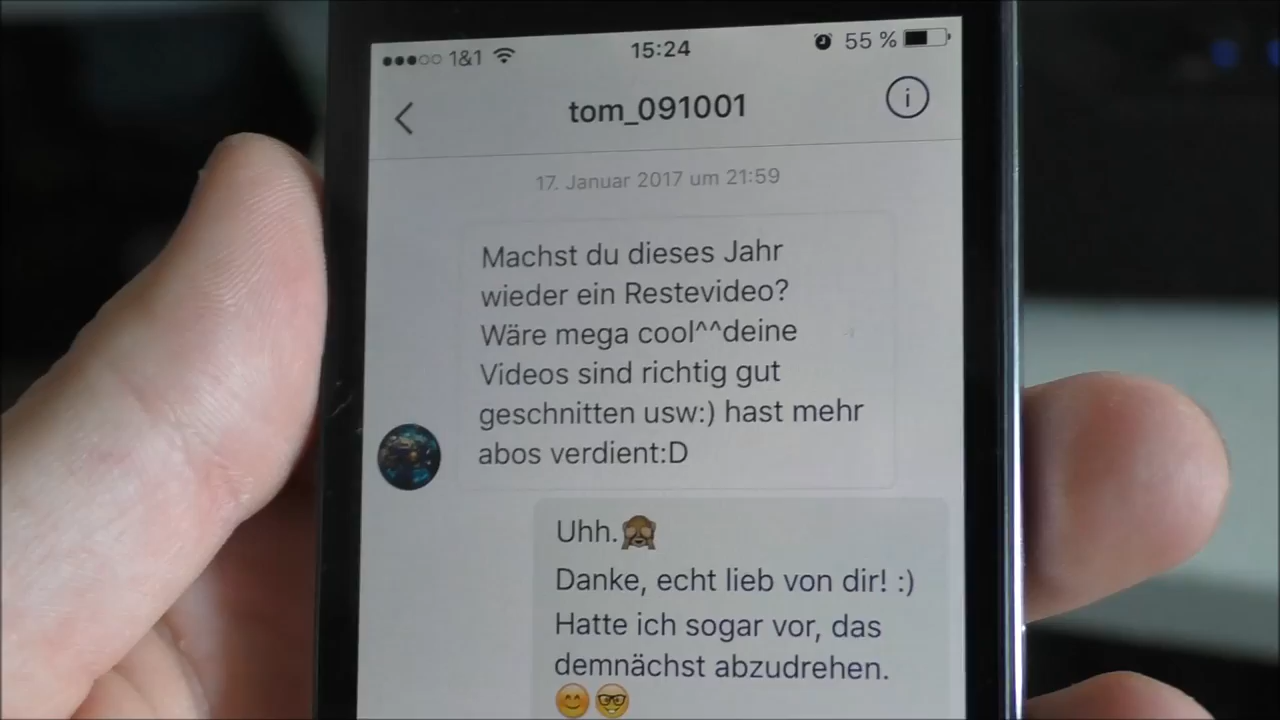 1&1 15:24 55 %
tom_091001
17. Januar 2017 um 21:59
Machst du dieses Jahr
wieder ein Restevideo?
Wäre mega cool^^deine
Videos sind richtig gut
geschnitten usw:) hast mehr
abos verdient:D
Uhh.🙈
Danke, echt lieb von dir! :)
Hatte ich sogar vor, das
demnächst abzudrehen.
😊🤓